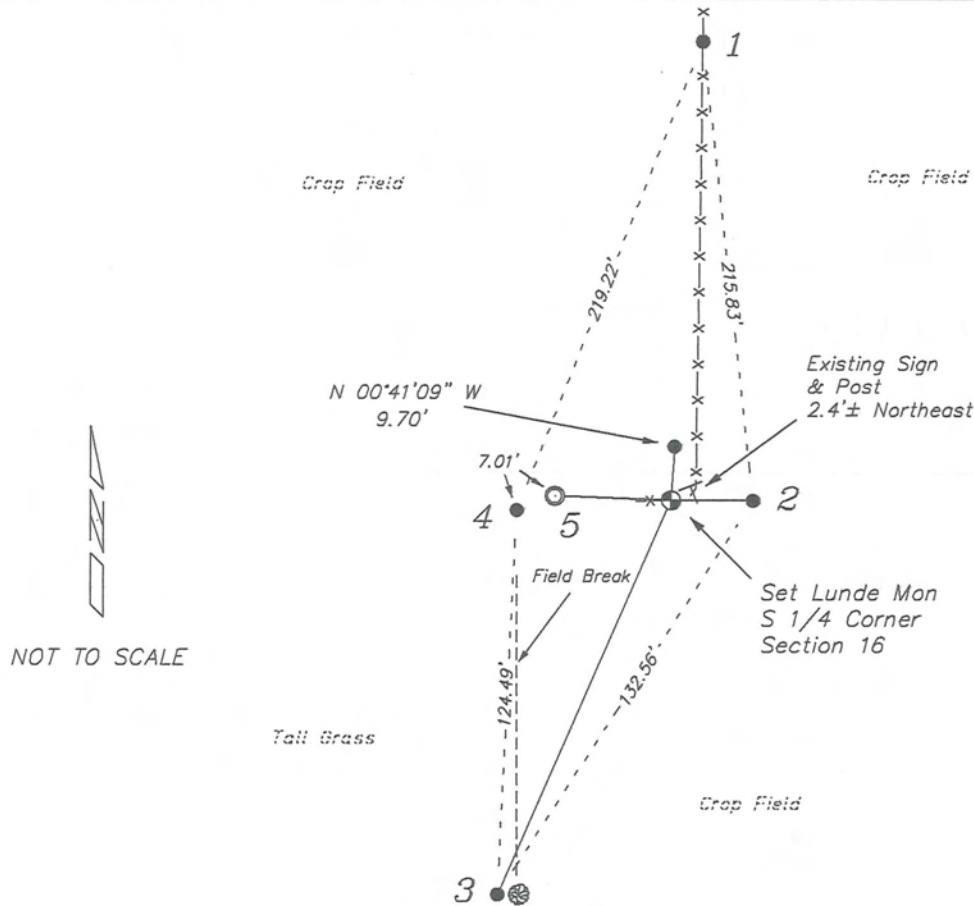 1
Crop Field
Crop Field
219.22'
215.83'
Existing Sign
& Post
2.4'± Northeast
N 00°41'09" W
9.70'
7.01'
4
5
2
N
Field Break
Set Lunde Mon
S 1/4 Corner
Section 16
NOT TO SCALE
124.49'
132.56'
Tall Grass
Crop Field
3